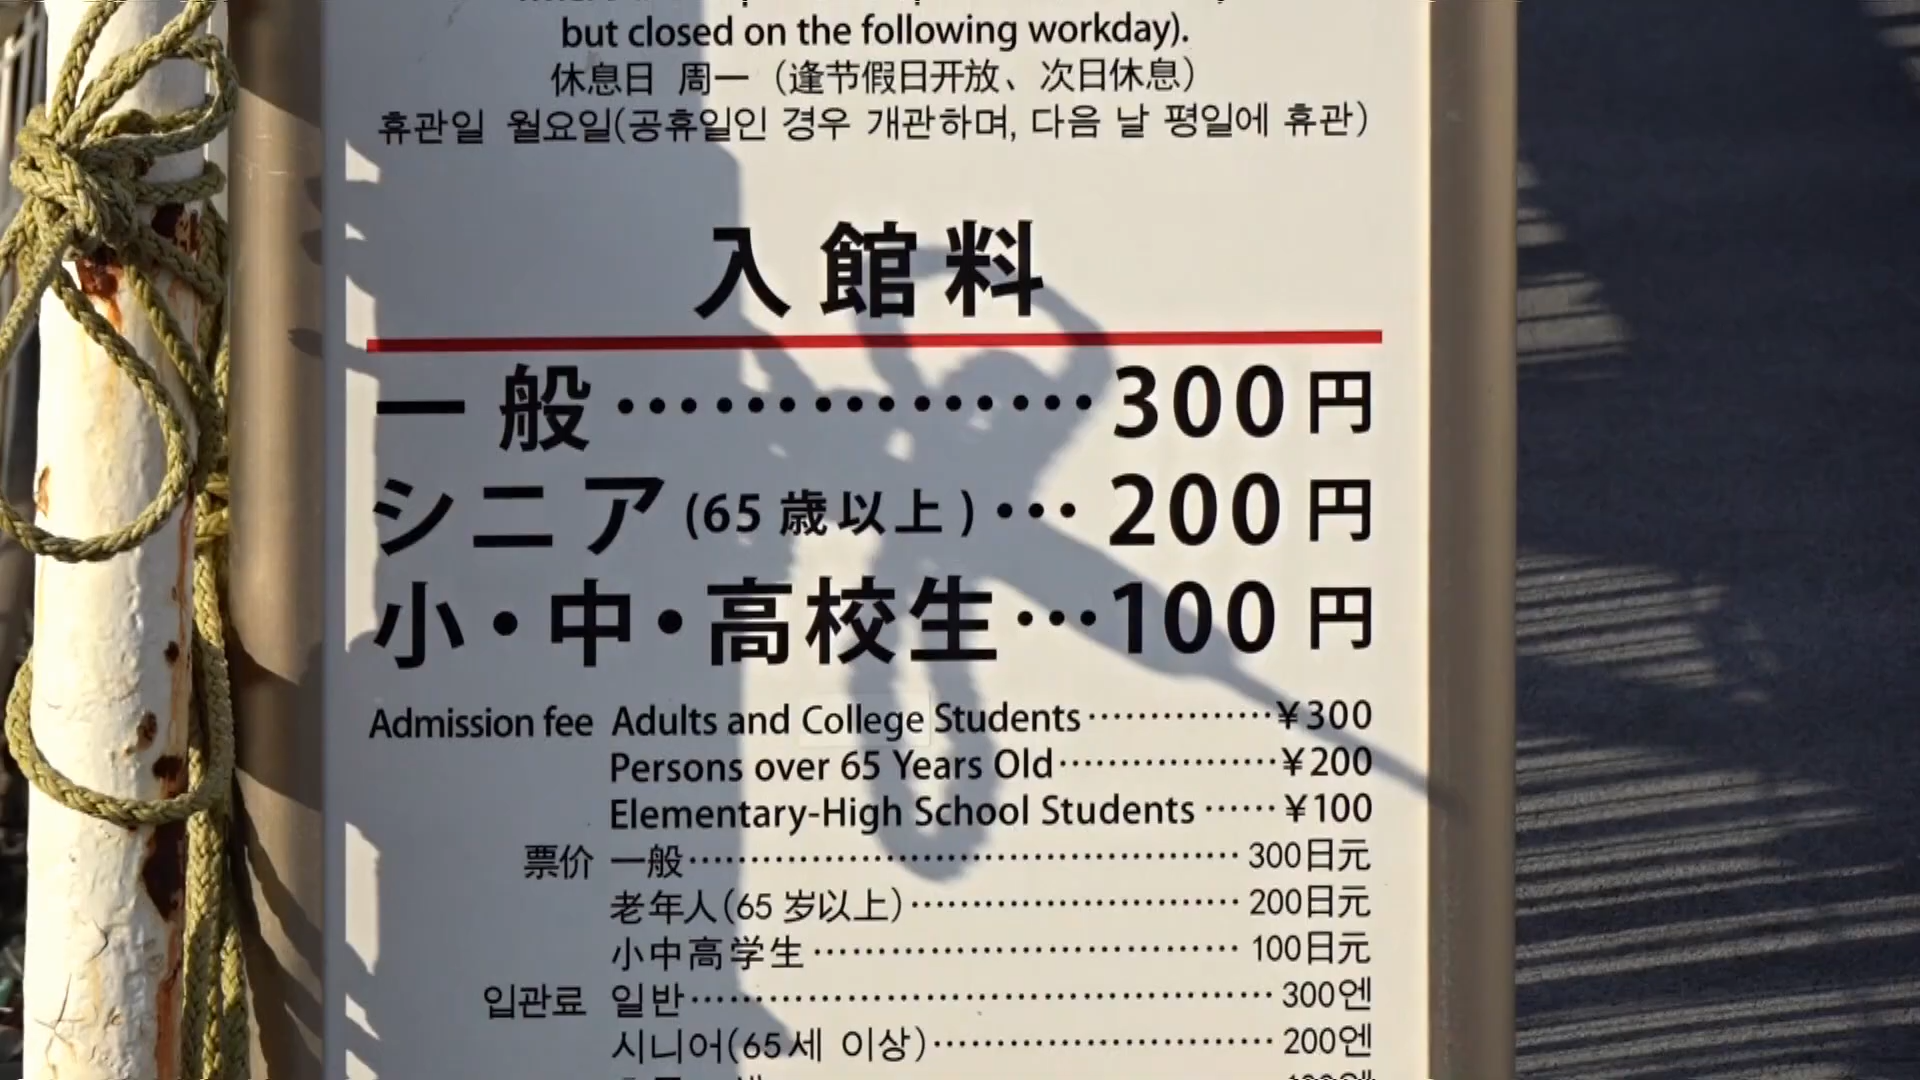 but closed on the following workday).
休息日 周一（逢节假日开放、次日休息）
휴관일 월요일(공휴일인 경우 개관하며, 다음 날 평일에 휴관)
入館料
一般……………300円
シニア(65歳以上)…200円
小・中・高校生…100円
Admission fee Adults and College Students……………¥300
Persons over 65 Years Old………………¥200
Elementary-High School Students……¥100
票价 一般……………………………………300日元
老年人(65岁以上)……………………200日元
小中高学生……………………………100日元
입관료 일반……………………………………300엔
시니어(65세 이상)……………………200엔